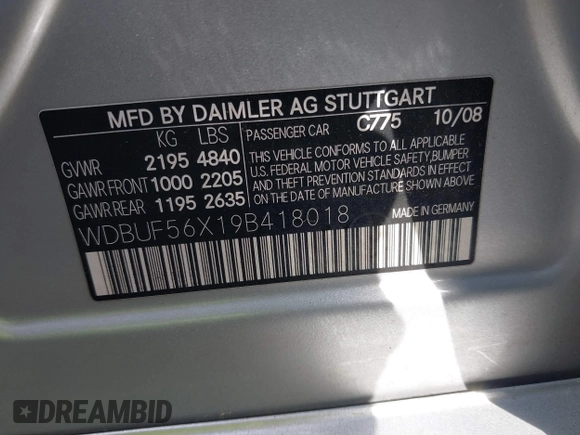 MFD BY DAIMLER AG STUTTGART
KG LBS PASSENGER CAR C775 10/08
GVWR 2195 4840
GAWR FRONT 1000 2205
GAWR REAR 1195 2635
THIS VEHICLE CONFORMS TO ALL APPLICABLE
U.S. FEDERAL MOTOR VEHICLE SAFETY, BUMPER
AND THEFT PREVENTION STANDARDS IN EFFECT
ON THE DATE OF MANUFACTURE SHOWN ABOVE.
WDBUF56X19B418018 MADE IN GERMANY
DREAMBID